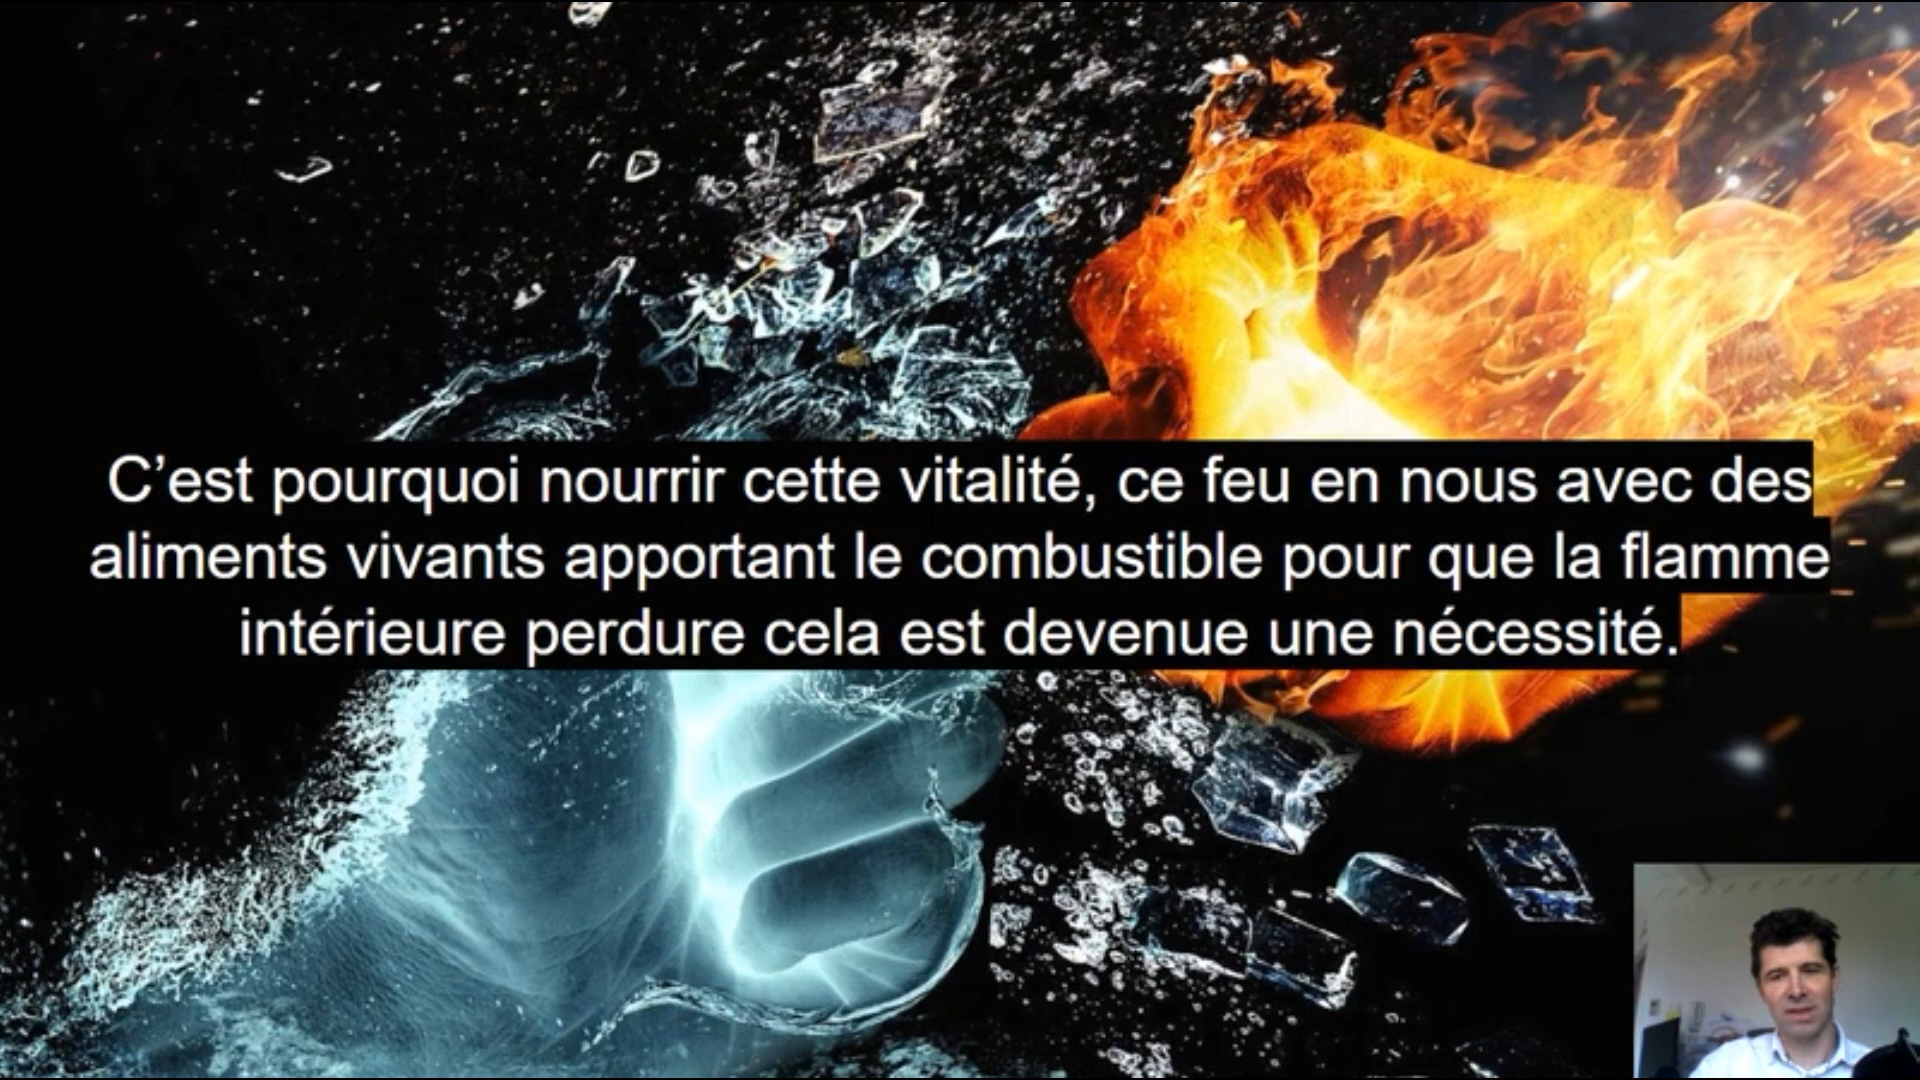 C’est pourquoi nourrir cette vitalité, ce feu en nous avec des
aliments vivants apportant le combustible pour que la flamme
intérieure perdure cela est devenue une nécessité.